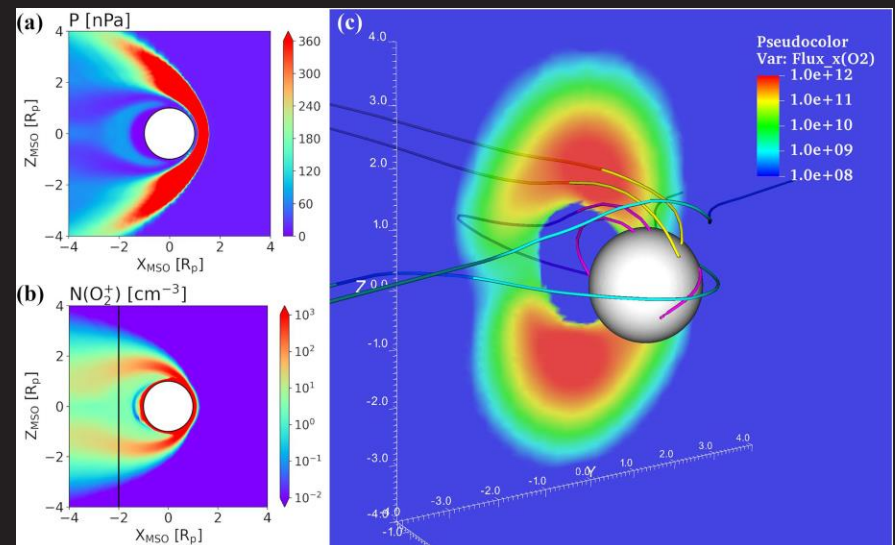 (a) P [nPa]
4
2
0
−2
−4
Z_MSO [R_p]
−4 −2 0 2 4
X_MSO [R_p]
360
300
240
180
120
60
0
(b) N(O₂⁺) [cm⁻³]
4
2
0
−2
−4
Z_MSO [R_p]
−4 −2 0 2 4
X_MSO [R_p]
10³
10²
10¹
10⁰
10⁻¹
10⁻²
(c)
4.0
3.0
2.0
1.0
Z 0.0
-1.0
-2.0
-3.0
-4.0
-1.0
-2.0
-1.0
0.0
Y
1.0
2.0
3.0
4.0
Pseudocolor
Var: Flux_x(O2)
1.0e+12
1.0e+11
1.0e+10
1.0e+09
1.0e+08